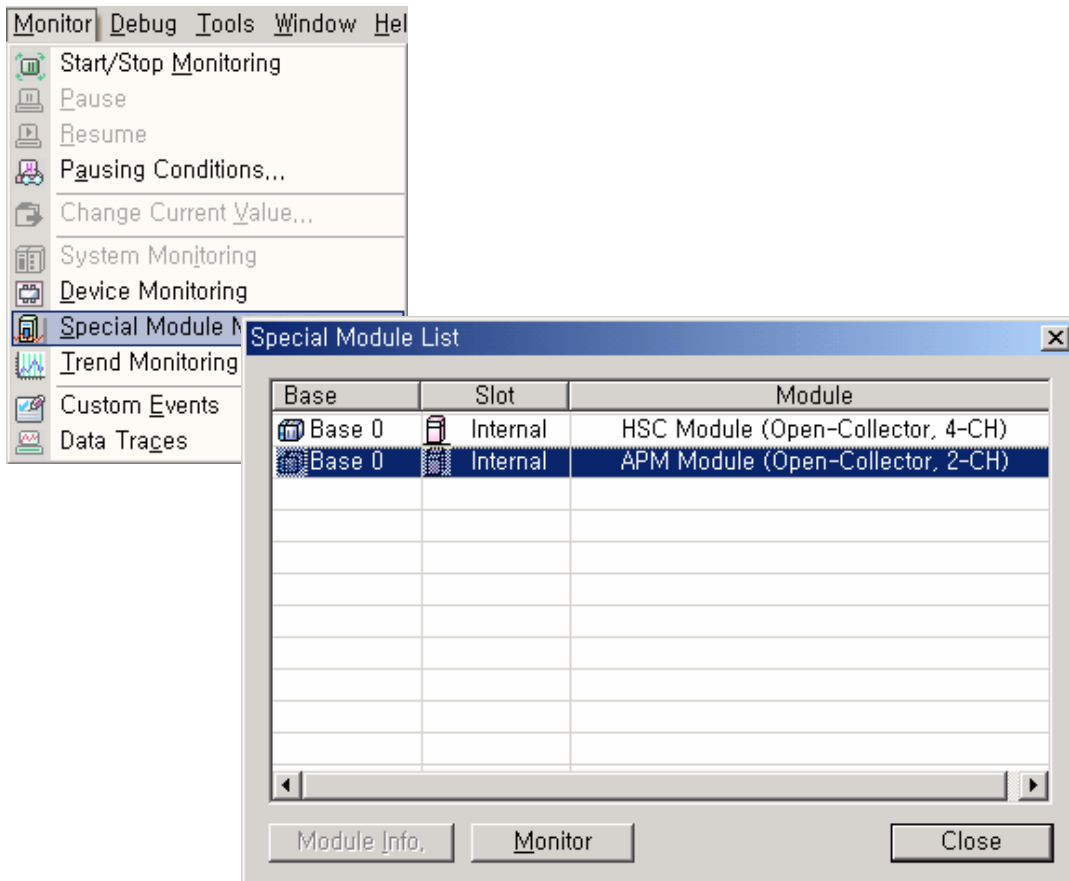 Monitor Debug Tools Window Hel
Start/Stop Monitoring
Pause
Resume
Pausing Conditions...
Change Current Value...
System Monitoring
Device Monitoring
Special Module M
Trend Monitoring
Custom Events
Data Traces
Special Module List
Base Slot Module
Base 0 Internal HSC Module (Open-Collector, 4-CH)
Base 0 Internal APM Module (Open-Collector, 2-CH)
Module Info. Monitor Close